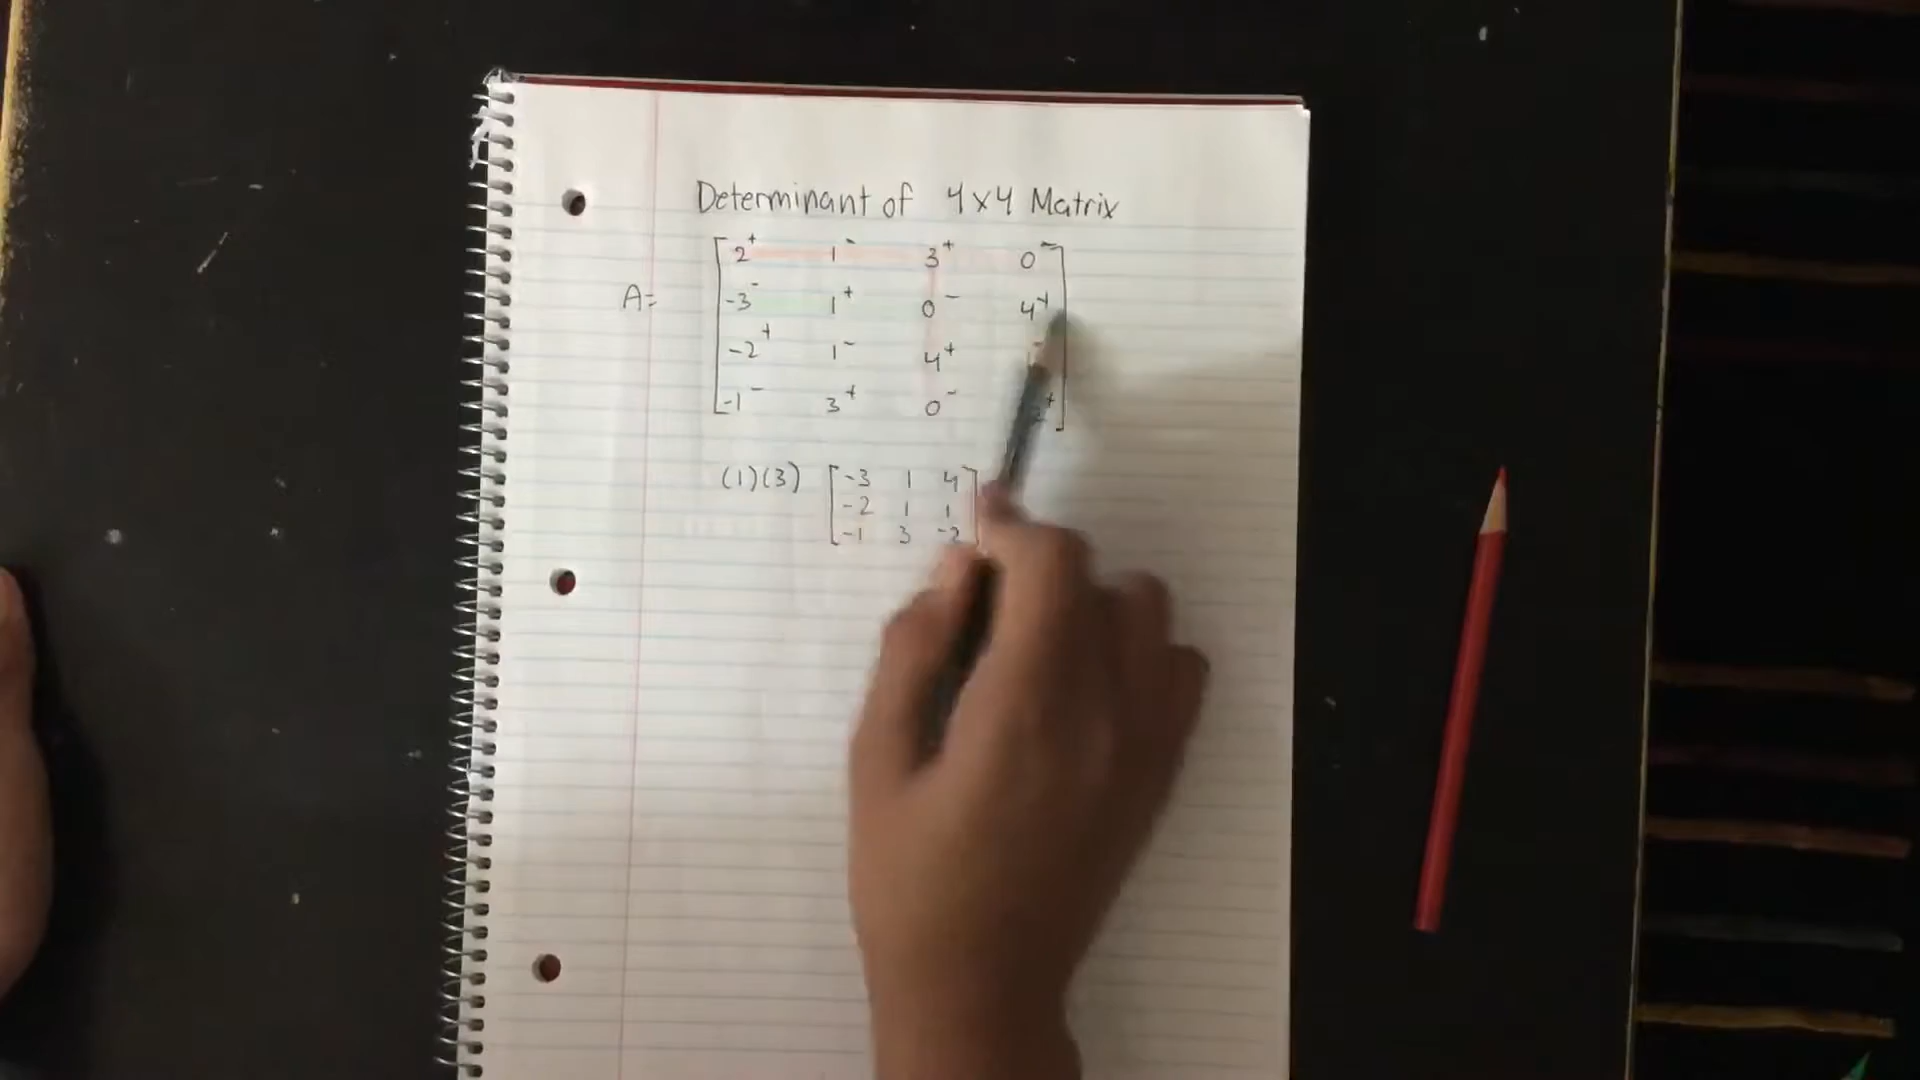 Determinant of 4x4 Matrix
2⁺ 1⁻ 3⁺ 0⁻
A= -3⁻ 1⁺ 0⁻ 4⁺
-2⁺ 1⁻ 4⁺
-1⁻ 3⁺ 0⁻
(1)(3) -3 1 4
-2 1 1
-1 3 -2